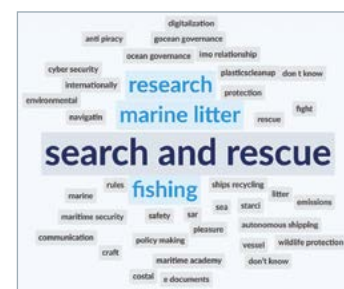 digitalization
anti piracy gocean governance
ocean governance imo relationship
cyber security plasticscleanup don t know
internationally research protection
environmental
navigatin marine litter rescue fight
search and rescue
rules fishing ships recycling
marine litter
sea starci emissions
maritime security safety sar
pleasure autonomous shipping
communication policy making
vessel wildlife protection
craft
maritime academy don't know
costal e documents